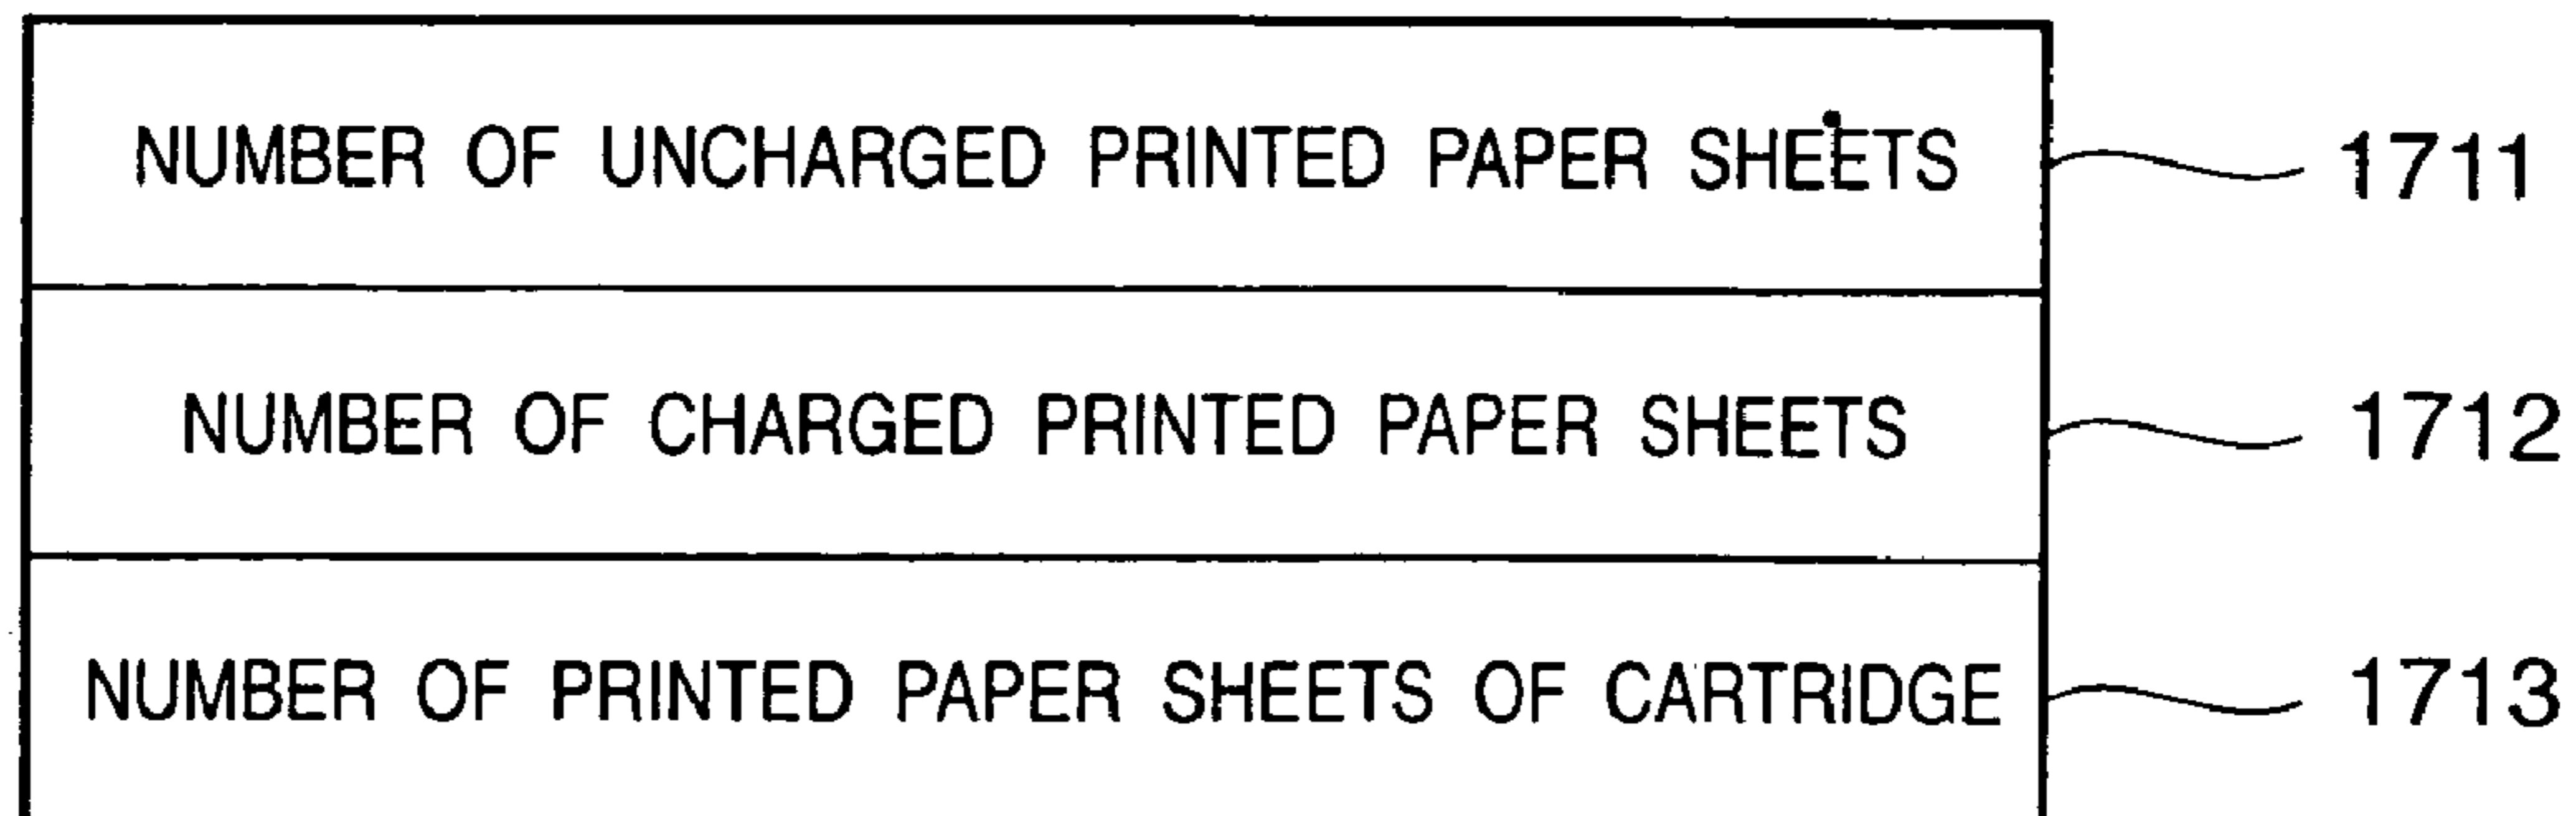 NUMBER OF UNCHARGED PRINTED PAPER SHEETS 1711
NUMBER OF CHARGED PRINTED PAPER SHEETS 1712
NUMBER OF PRINTED PAPER SHEETS OF CARTRIDGE 1713